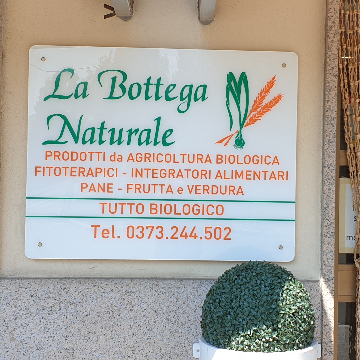 La Bottega
Naturale
PRODOTTI da AGRICOLTURA BIOLOGICA
FITOTERAPICI - INTEGRATORI ALIMENTARI
PANE - FRUTTA e VERDURA
TUTTO BIOLOGICO
Tel. 0373.244.502